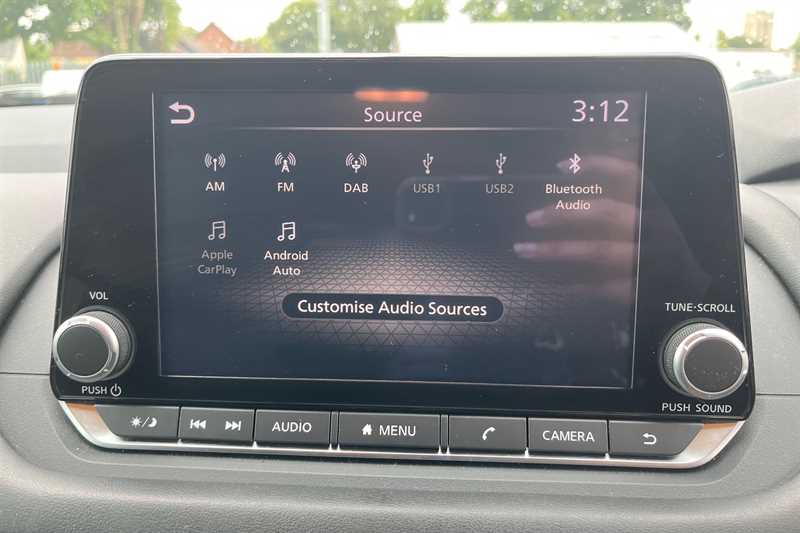 Source
3:12
AM
FM
DAB
USB1
USB2
Bluetooth
Audio
Apple
CarPlay
Android
Auto
Customise Audio Sources
VOL
PUSH
TUNE·SCROLL
PUSH SOUND
AUDIO
MENU
CAMERA